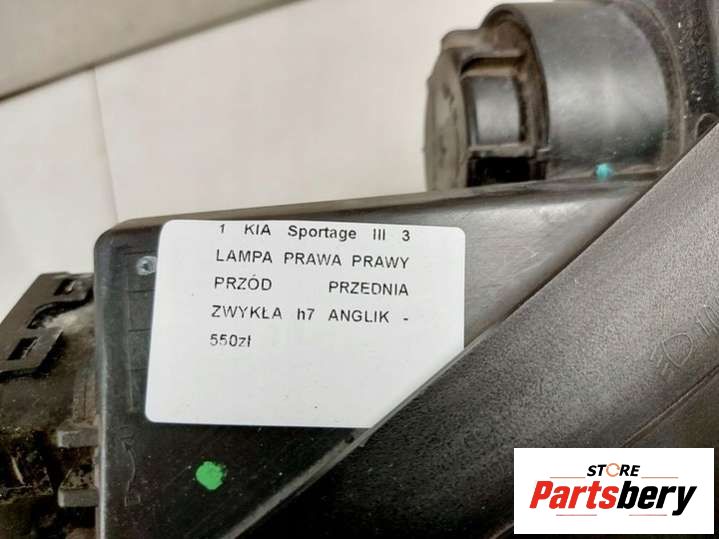 1 KIA Sportage III 3
LAMPA PRAWA PRAWY
PRZÓD PRZEDNIA
ZWYKŁA h7 ANGLIK -
550zł
STORE
Partsbery